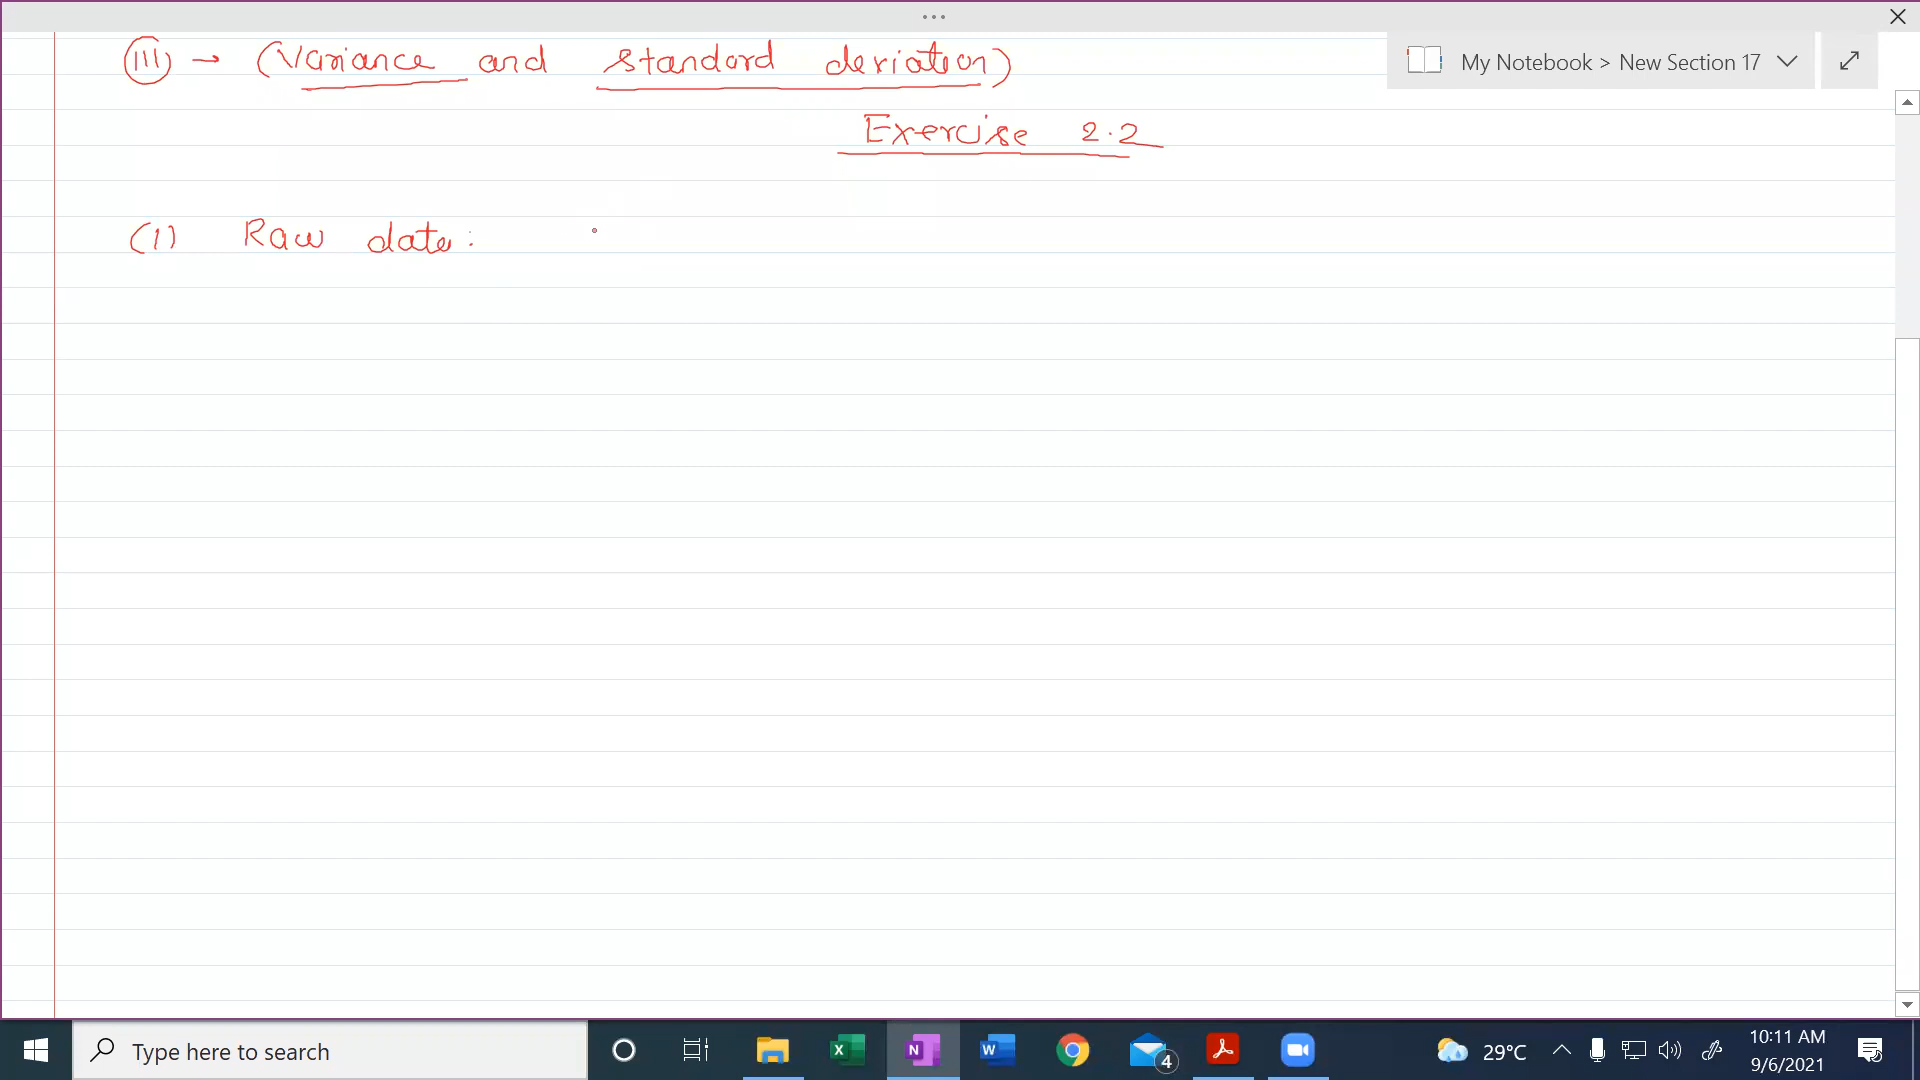 (III) → (Variance and standard deviation)
My Notebook > New Section 17
Exercise 2.2
(1) Raw date:
Type here to search
4
29°C
10:11 AM
9/6/2021